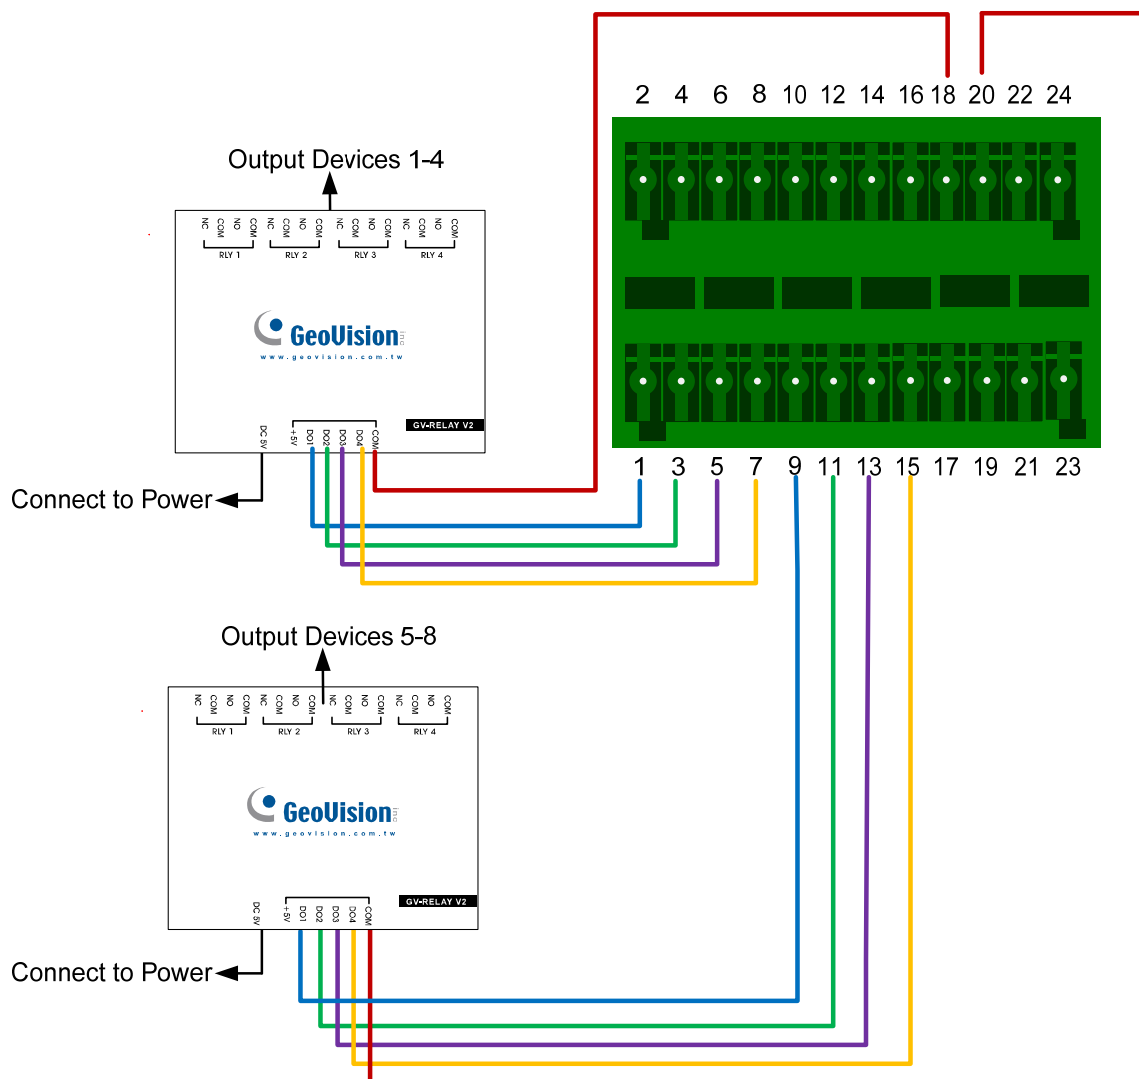 2 4 6 8 10 12 14 16 18 20 22 24
Output Devices 1-4
NC COM NO COM NC COM NO COM NC COM NO COM NC COM NO COM
RLY 1 RLY 2 RLY 3 RLY 4
GeoVision inc
www.geovision.com.tw
GV-RELAY V2
DC 5V +5V DO1 DO2 DO3 DO4 COM
Connect to Power
1 3 5 7 9 11 13 15 17 19 21 23
Output Devices 5-8
NC COM NO COM NC COM NO COM NC COM NO COM NC COM NO COM
RLY 1 RLY 2 RLY 3 RLY 4
GeoVision inc
www.geovision.com.tw
GV-RELAY V2
DC 5V +5V DO1 DO2 DO3 DO4 COM
Connect to Power